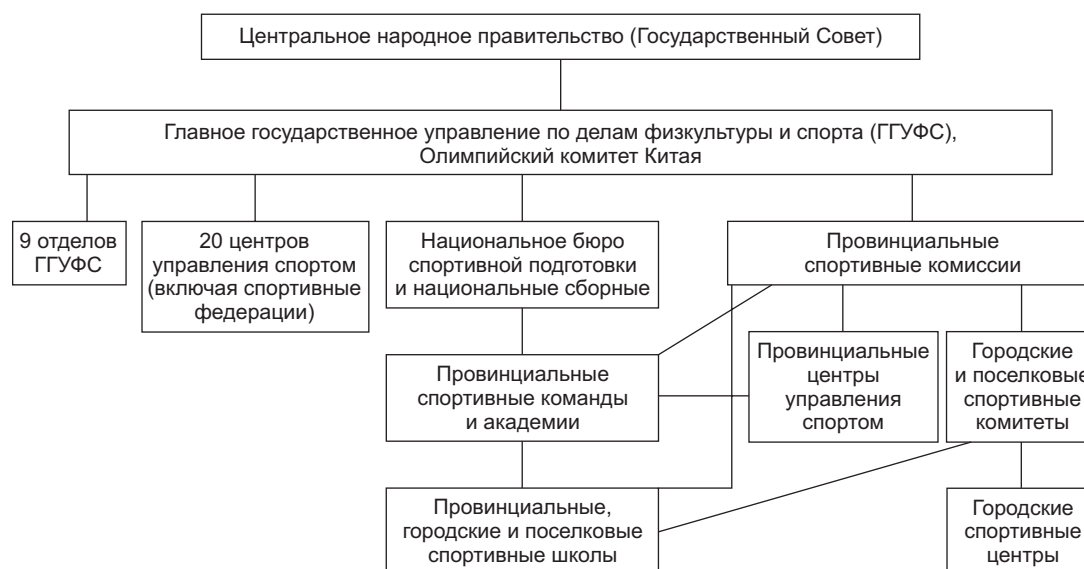 Центральное народное правительство (Государственный Совет)
Главное государственное управление по делам физкультуры и спорта (ГГУФС),
Олимпийский комитет Китая
9 отделов
ГГУФС
20 центров
управления спортом
(включая спортивные
федерации)
Национальное бюро
спортивной подготовки
и национальные сборные
Провинциальные
спортивные комиссии
Провинциальные
спортивные команды
и академии
Провинциальные
центры
управления
спортом
Городские
и поселковые
спортивные
комитеты
Провинциальные,
городские и поселковые
спортивные школы
Городские
спортивные
центры